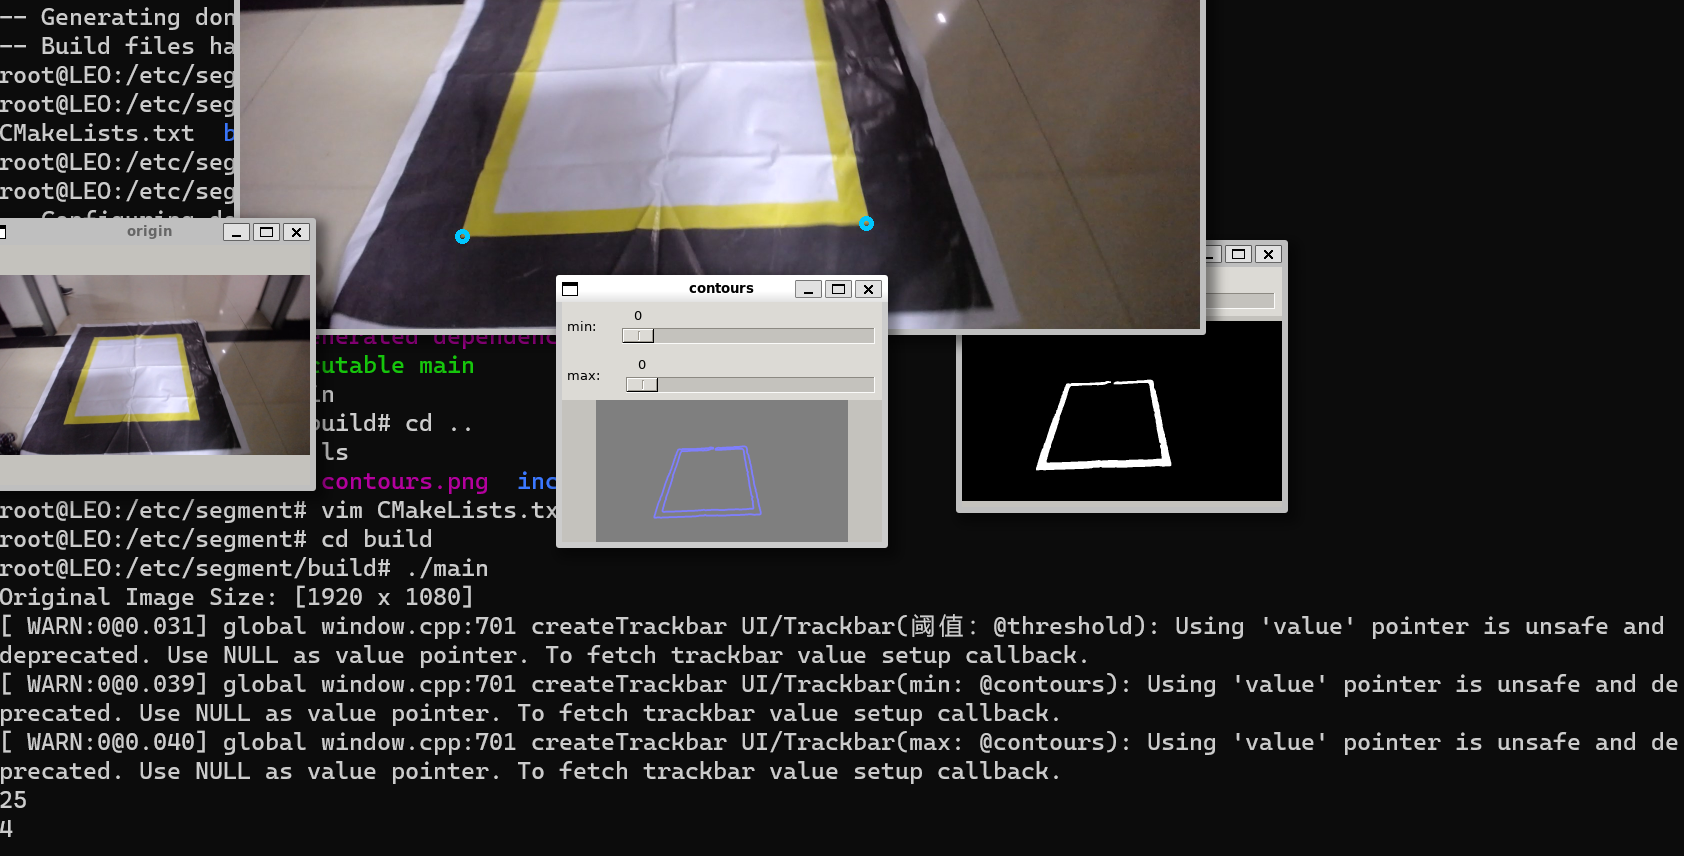 -- Generating don
-- Build files ha
root@LEO:/etc/seg
root@LEO:/etc/seg
CMakeLists.txt b
root@LEO:/etc/seg
root@LEO:/etc/seg
-- Configuring do
origin
contours
min: 0
max: 0
enerated dependenc
cutable main
in
build# cd ..
ls
contours.png inc
root@LEO:/etc/segment# vim CMakeLists.tx
root@LEO:/etc/segment# cd build
root@LEO:/etc/segment/build# ./main
Original Image Size: [1920 x 1080]
[ WARN:0@0.031] global window.cpp:701 createTrackbar UI/Trackbar(阈值: @threshold): Using 'value' pointer is unsafe and
deprecated. Use NULL as value pointer. To fetch trackbar value setup callback.
[ WARN:0@0.039] global window.cpp:701 createTrackbar UI/Trackbar(min: @contours): Using 'value' pointer is unsafe and de
precated. Use NULL as value pointer. To fetch trackbar value setup callback.
[ WARN:0@0.040] global window.cpp:701 createTrackbar UI/Trackbar(max: @contours): Using 'value' pointer is unsafe and de
precated. Use NULL as value pointer. To fetch trackbar value setup callback.
25
4